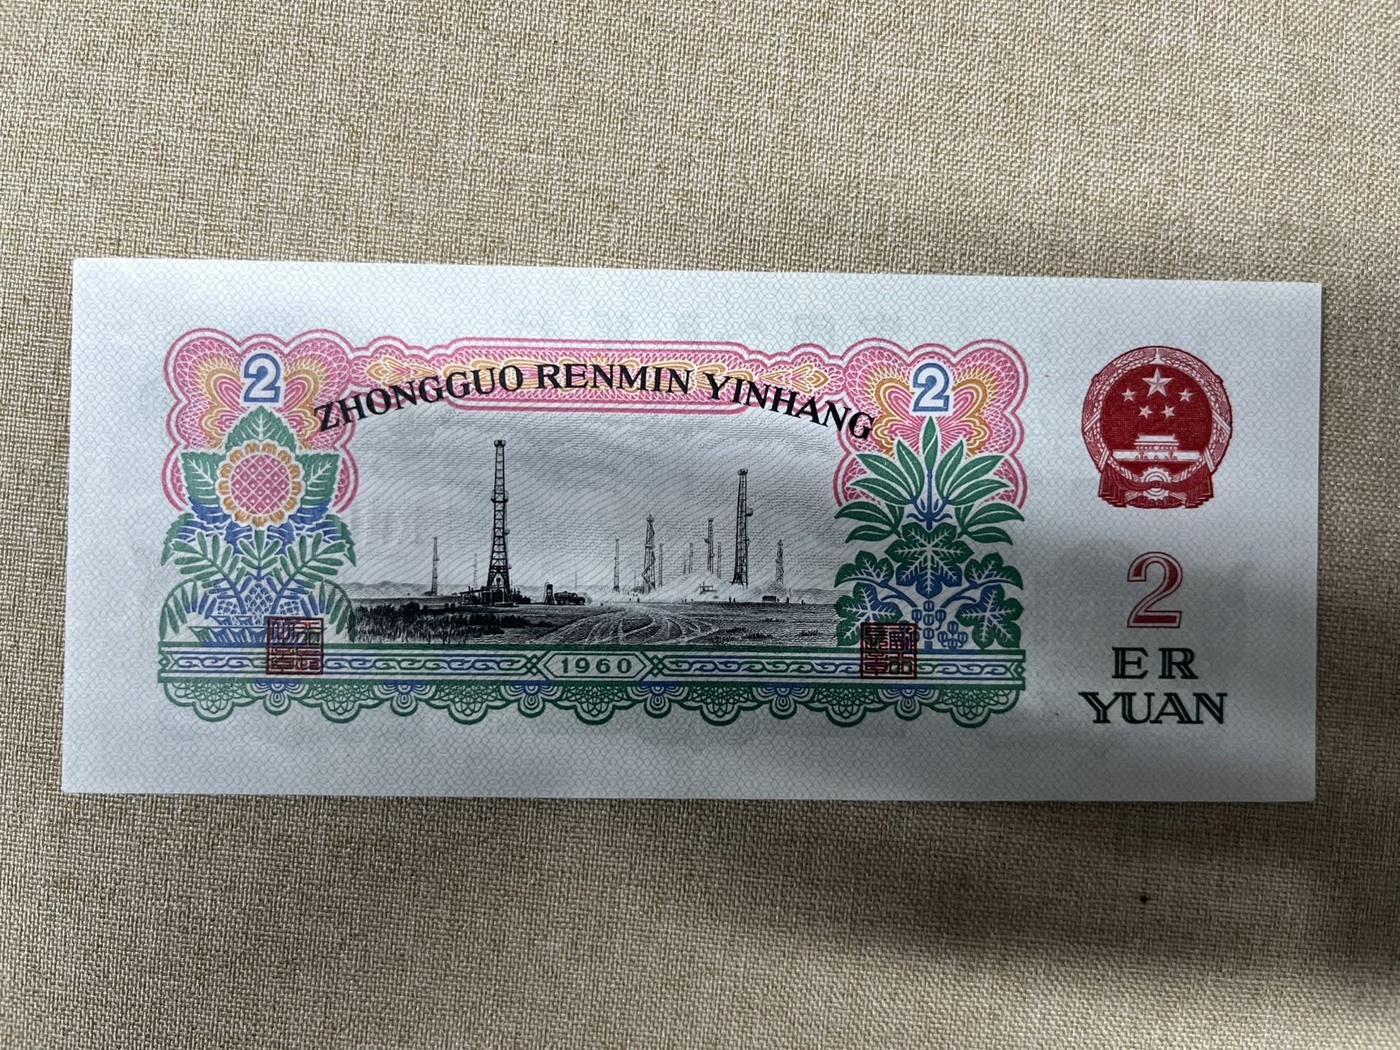 2
ZHONGGUO RENMIN YINHANG
2
1960
2
ER
YUAN